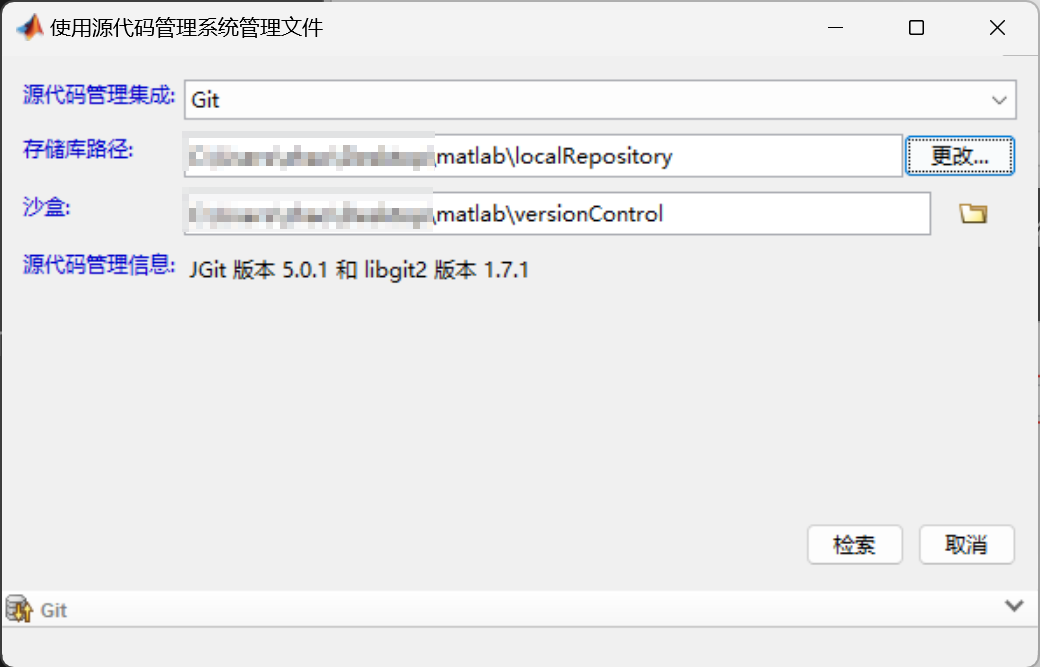 使用源代码管理系统管理文件
源代码管理集成: Git
存储库路径: \matlab\localRepository 更改...
沙盒: \matlab\versionControl
源代码管理信息: JGit 版本 5.0.1 和 libgit2 版本 1.7.1
检索 取消
Git